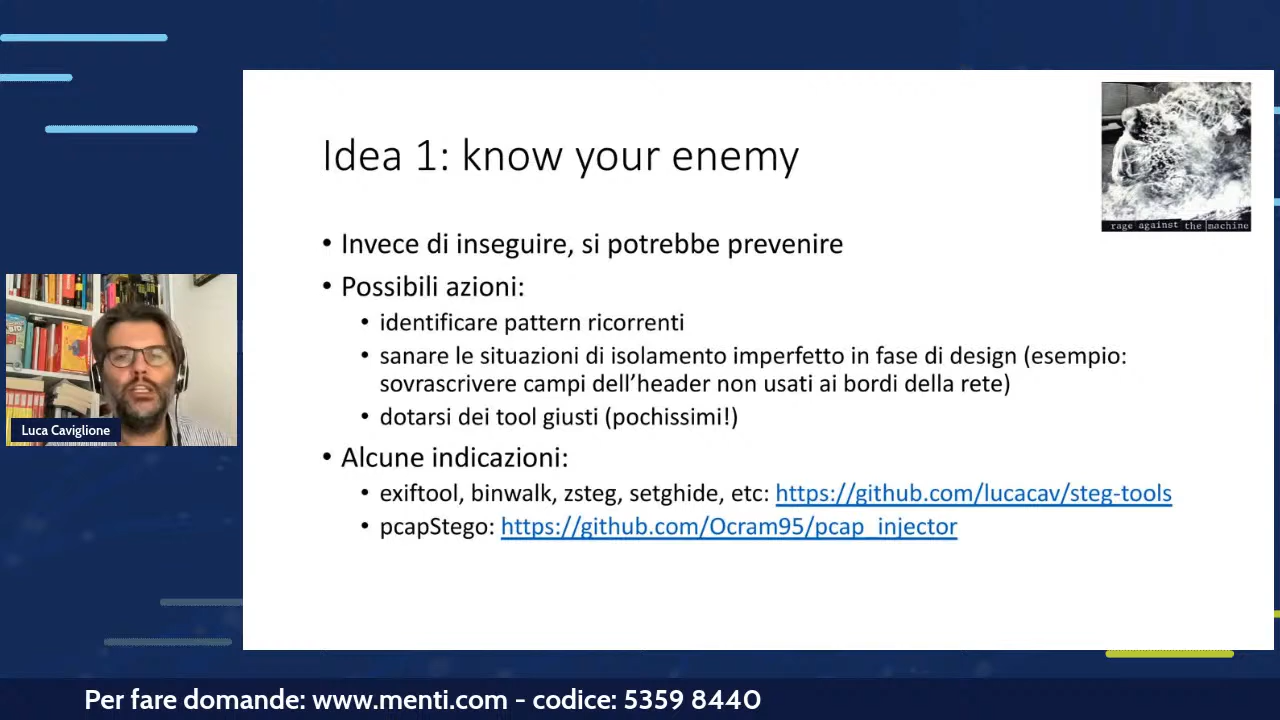 Idea 1: know your enemy
rage against the machine
• Invece di inseguire, si potrebbe prevenire
• Possibili azioni:
• identificare pattern ricorrenti
• sanare le situazioni di isolamento imperfetto in fase di design (esempio:
sovrascrivere campi dell’header non usati ai bordi della rete)
• dotarsi dei tool giusti (pochissimi!)
• Alcune indicazioni:
• exiftool, binwalk, zsteg, setghide, etc: https://github.com/lucacav/steg-tools
• pcapStego: https://github.com/Ocram95/pcap_injector
Luca Caviglione
Per fare domande: www.menti.com - codice: 5359 8440